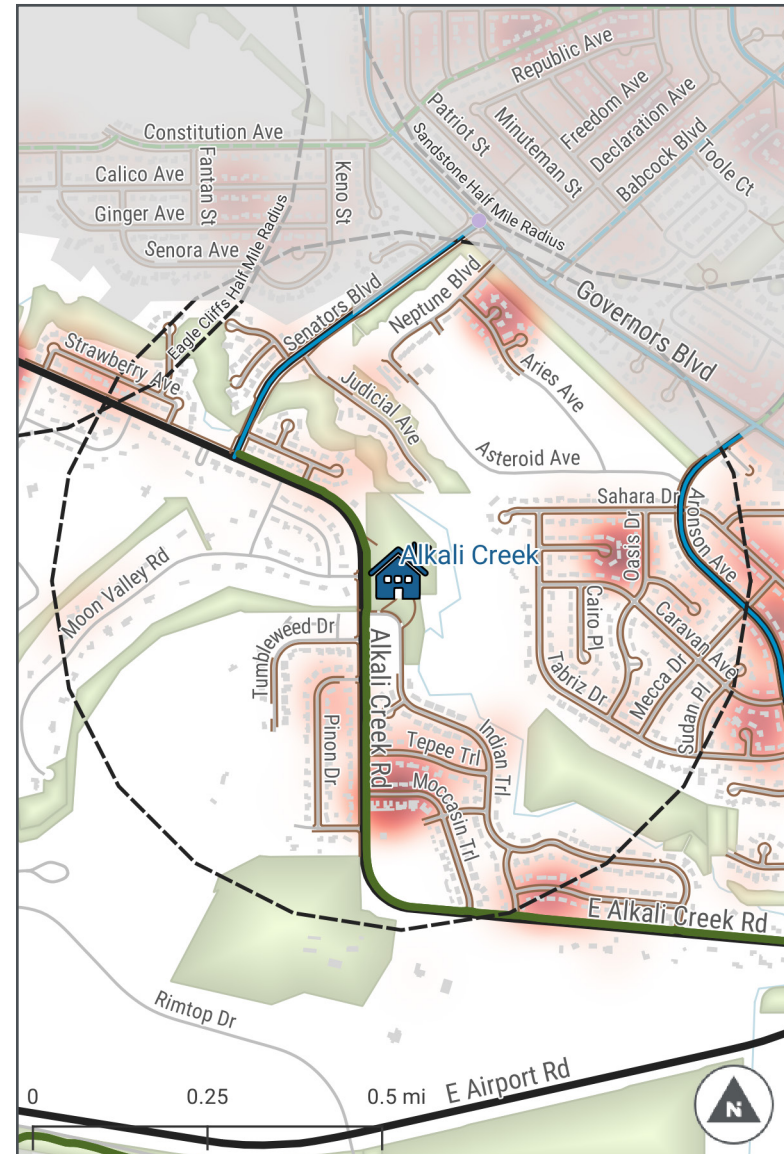 Republic Ave
Patriot St
Freedom Ave
Minuteman St
Declaration Ave
Sandstone Half Mile Radius
Babcock Blvd
Toole Ct
Constitution Ave
Calico Ave
Fantan St
Keno St
Ginger Ave
Senora Ave
Eagle Cliffs Half Mile Radius
Senators Blvd
Neptune Blvd
Governors Blvd
Strawberry Ave
Judicial Ave
Aries Ave
Asteroid Ave
Sahara Dr
Oasis Dr
Aronson Ave
Alkali Creek
Moon Valley Rd
Cairo Pl
Caravan Ave
Tumbleweed Dr
Tabriz Dr
Mecca Dr
Sudan Pl
Alkali Creek Rd
Pinon Dr
Indian Trl
Tepee Trl
Moccasin Trl
E Alkali Creek Rd
Rimtop Dr
E Airport Rd
0 0.25 0.5 mi
N